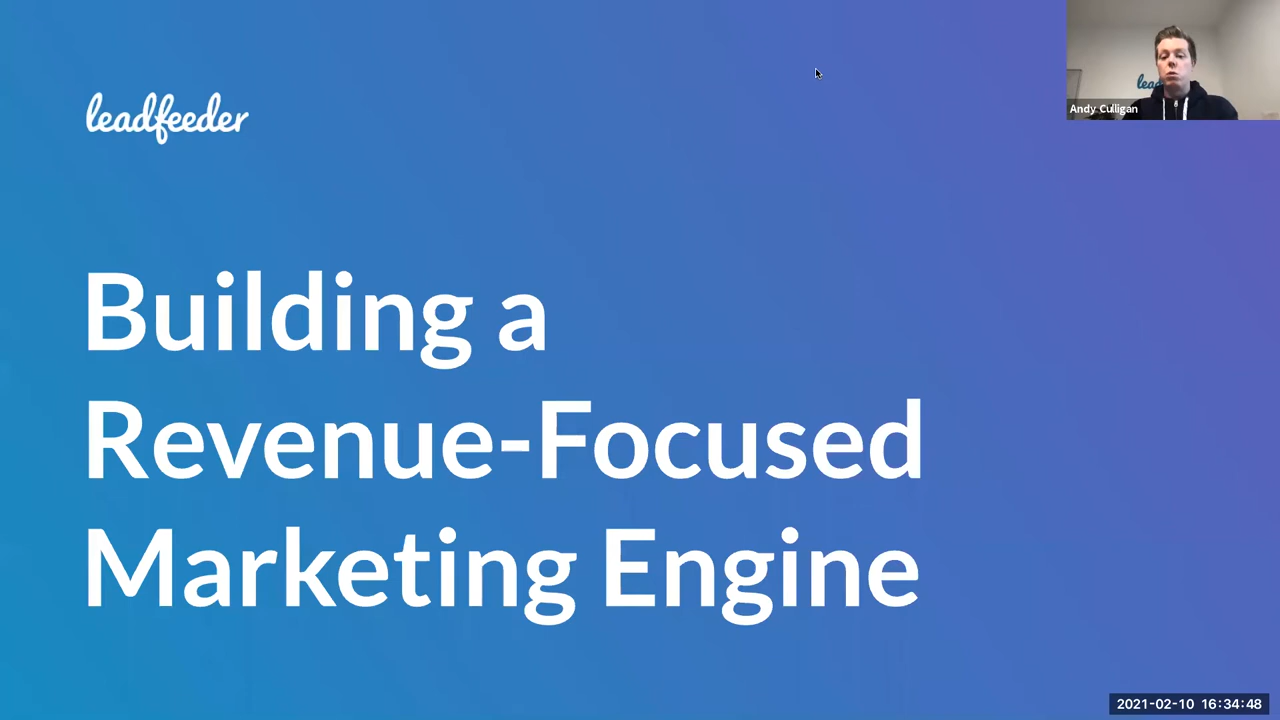 leadfeeder
Building a
Revenue-Focused
Marketing Engine
Andy Culligan
2021-02-10 16:34:48